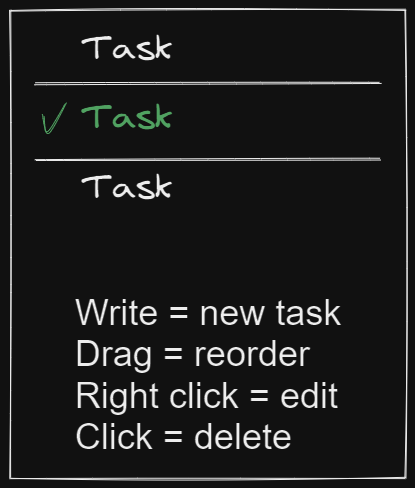 Task
✓ Task
Task
Write = new task
Drag = reorder
Right click = edit
Click = delete